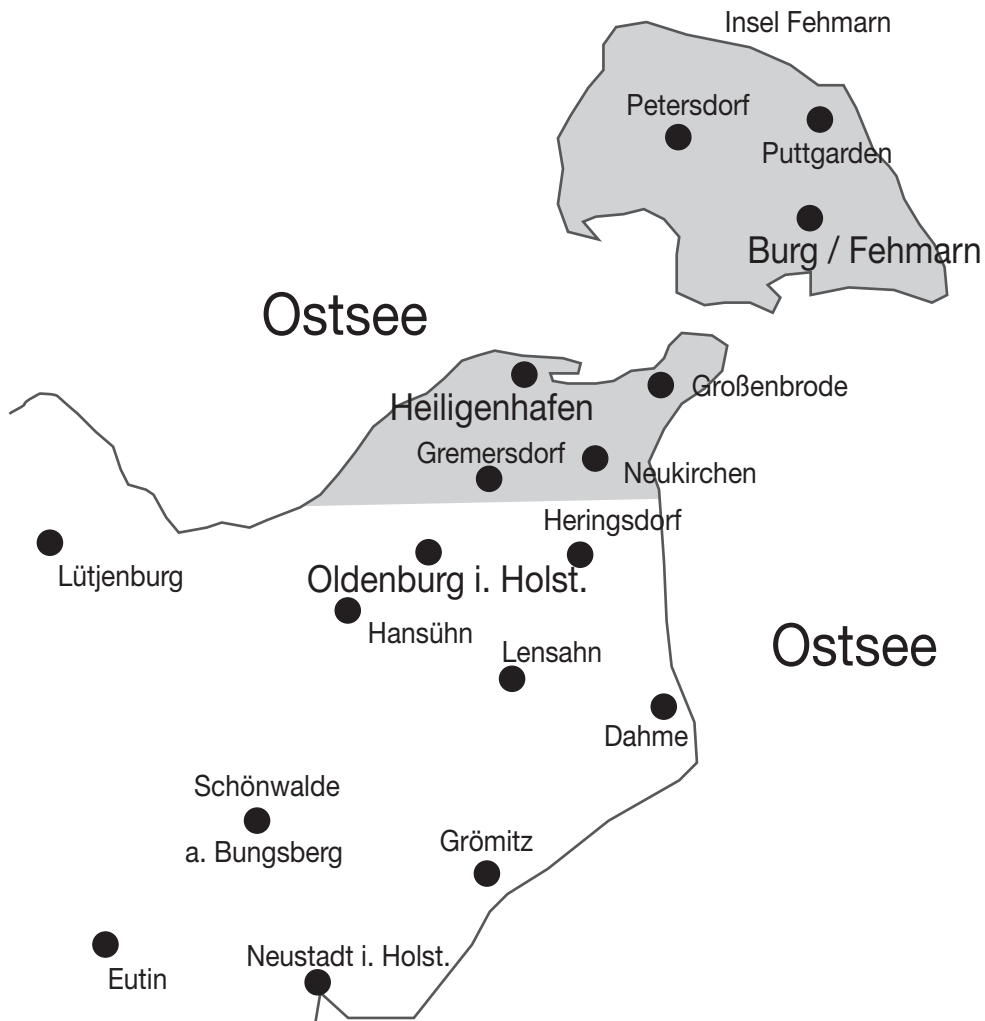 Insel Fehmarn
Petersdorf
Puttgarden
Burg / Fehmarn
Ostsee
Großenbrode
Heiligenhafen
Gremersdorf
Neukirchen
Heringsdorf
Lütjenburg
Oldenburg i. Holst.
Hansühn
Lensahn
Ostsee
Dahme
Schönwalde
a. Bungsberg
Grömitz
Neustadt i. Holst.
Eutin